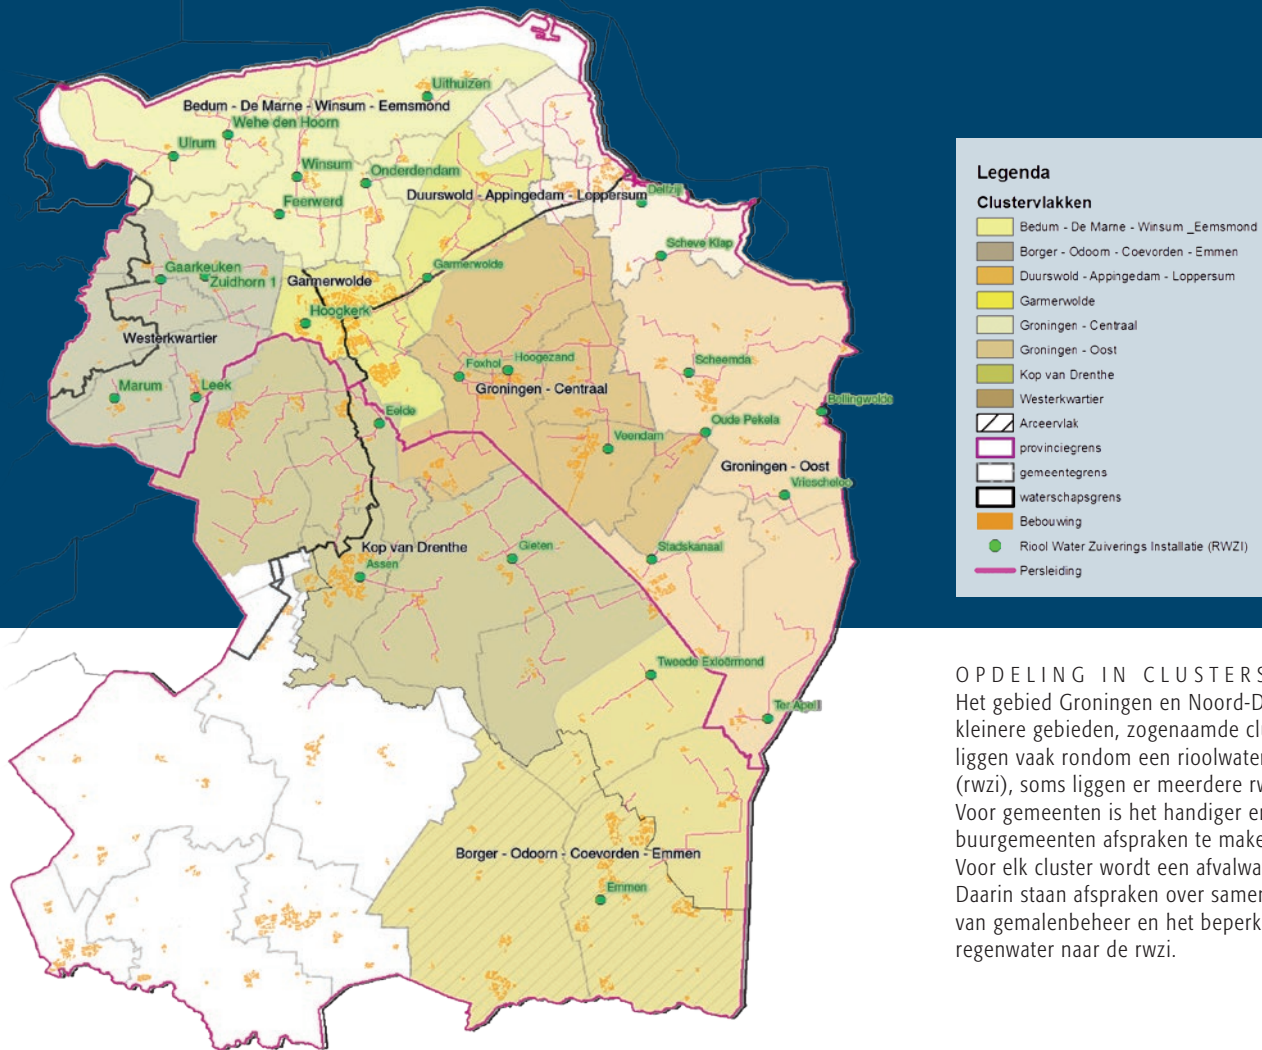 Uithuizen
Bedum - De Marne - Winsum - Eemsmond
Wehe den Hoorn
Ulrum
Winsum
Onderdendam
Delfzijl
Duurswold - Appingedam - Loppersum
Feerwerd
Scheve Klap
Gaarkeuken
Garmerwolde
Zuidhorn 1
Garmerwolde
Hoogkerk
Westerkwartier
Hoogezand
Scheemda
Foxhol
Marum
Leek
Groningen - Centraal
Bellingwolde
Eelde
Oude Pekela
Veendam
Groningen - Oost
Vriescheloo
Kop van Drenthe
Gieten
Stadskanaal
Assen
Tweede Exloërmond
Ter Apel
Borger - Odoorn - Coevorden - Emmen
Emmen
Legenda
Clustervlakken
Bedum - De Marne - Winsum _Eemsmond
Borger - Odoorn - Coevorden - Emmen
Duurswold - Appingedam - Loppersum
Garmerwolde
Groningen - Centraal
Groningen - Oost
Kop van Drenthe
Westerkwartier
Arceervlak
provinciegrens
gemeentegrens
waterschapsgrens
Bebouwing
Riool Water Zuiverings Installatie (RWZI)
Persleiding
OPDELING IN CLUSTERS
Het gebied Groningen en Noord-D
kleinere gebieden, zogenaamde cl
liggen vaak rondom een rioolwater
(rwzi), soms liggen er meerdere rw
Voor gemeenten is het handiger en
buurgemeenten afspraken te make
Voor elk cluster wordt een afvalwa
Daarin staan afspraken over samen
van gemalenbeheer en het beperk
regenwater naar de rwzi.